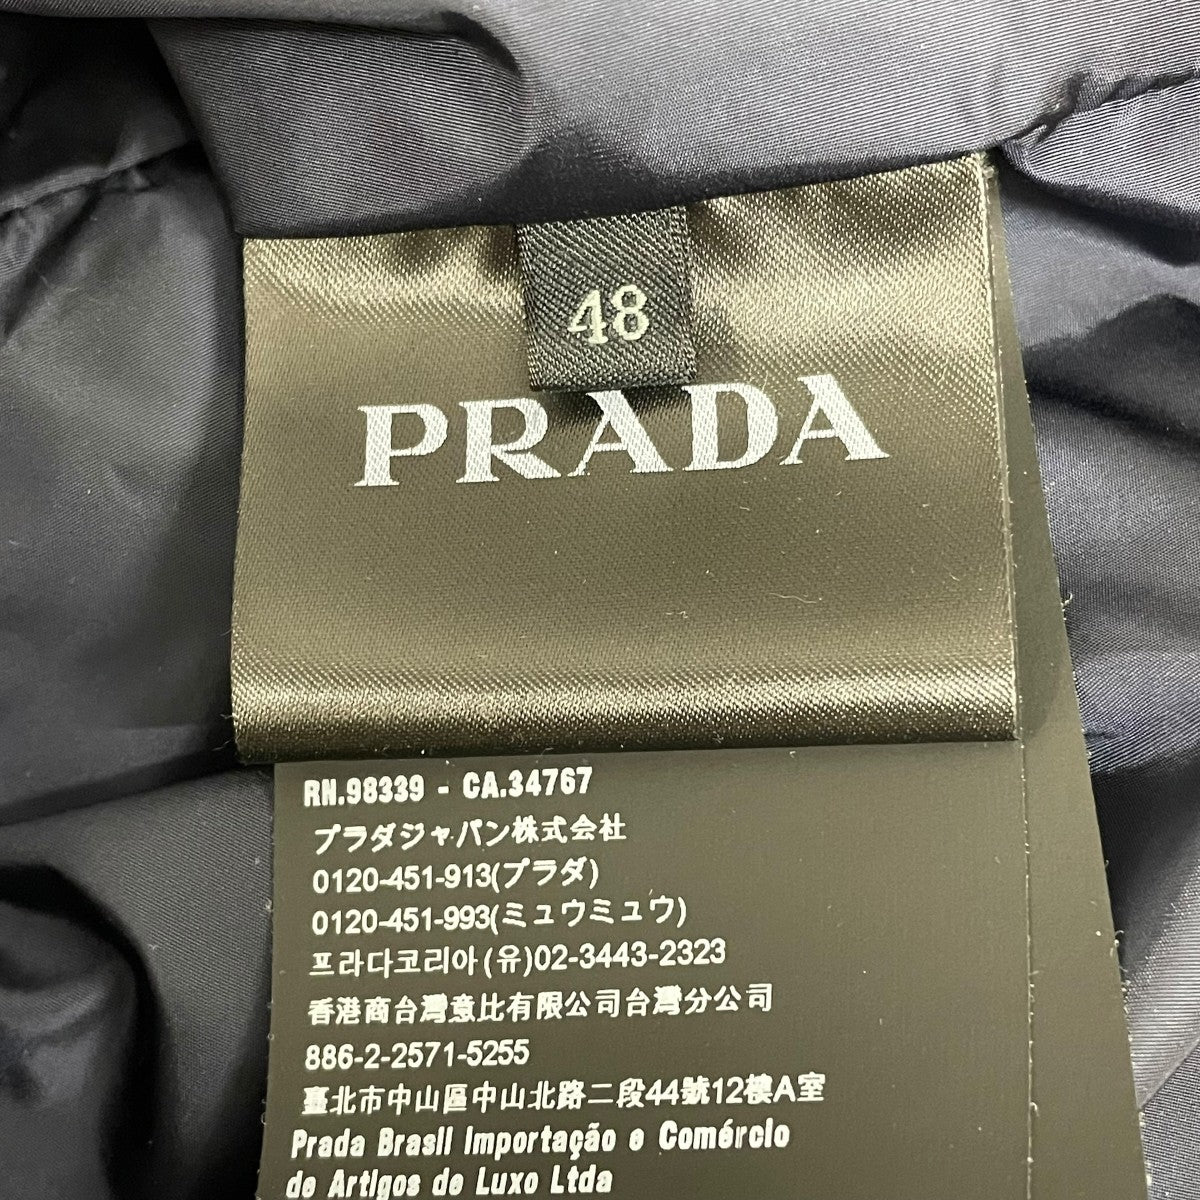 48
PRADA
RN.98339 - CA.34767
プラダジャパン株式会社
0120-451-913(プラダ)
0120-451-993(ミュウミュウ)
프라다코리아(유)02-3443-2323
香港商台灣意比有限公司台灣分公司
886-2-2571-5255
臺北市中山區中山北路二段44號12樓A室
Prada Brasil Importação e Comércio
de Artigos de Luxo Ltda